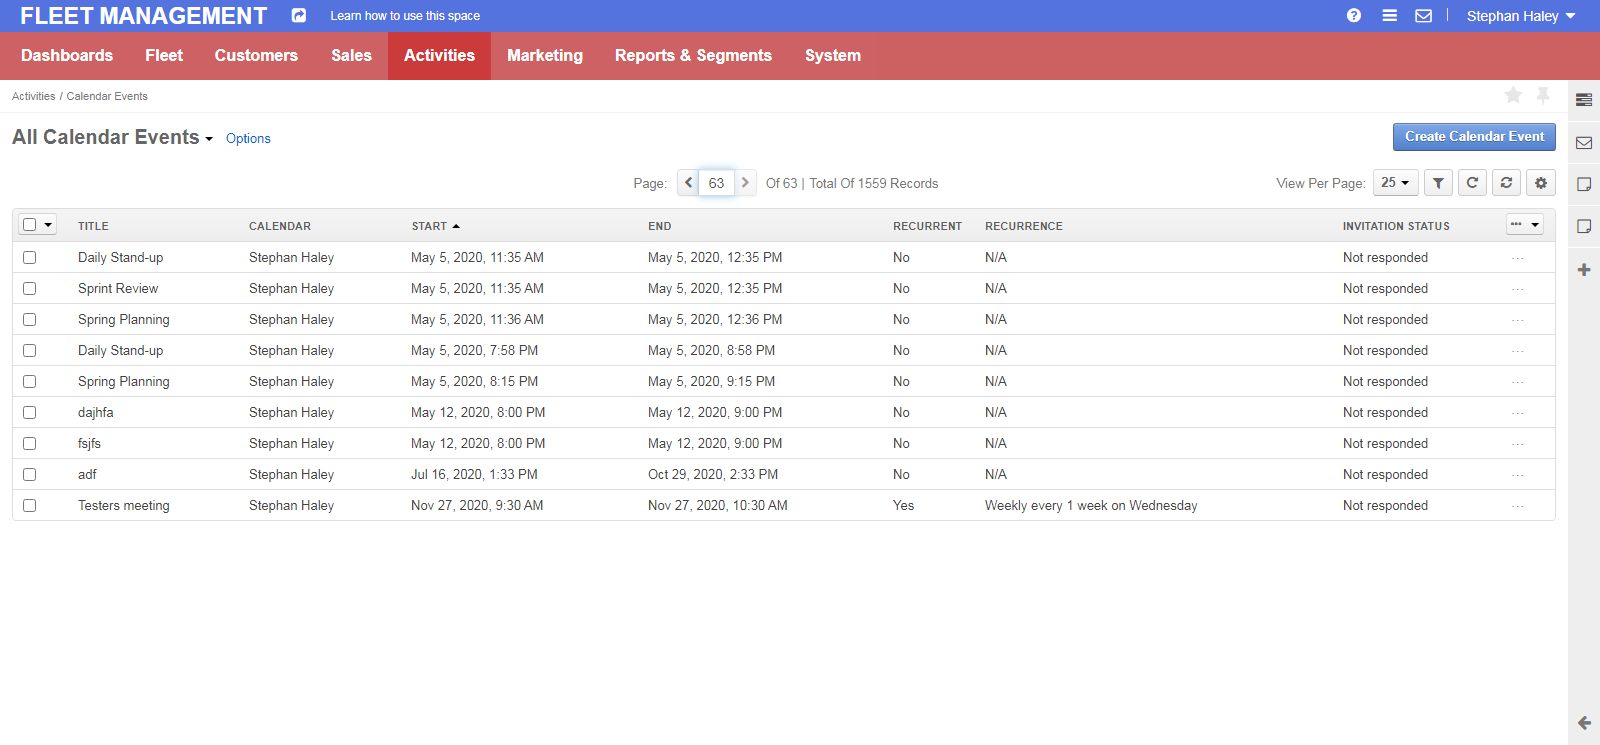 FLEET MANAGEMENT Learn how to use this space Stephan Haley
Dashboards Fleet Customers Sales Activities Marketing Reports & Segments System
Activities / Calendar Events
All Calendar Events Options Create Calendar Event
Page: 63 Of 63 | Total Of 1559 Records View Per Page: 25
TITLE CALENDAR START END RECURRENT RECURRENCE INVITATION STATUS
Daily Stand-up Stephan Haley May 5, 2020, 11:35 AM May 5, 2020, 12:35 PM No N/A Not responded
Sprint Review Stephan Haley May 5, 2020, 11:35 AM May 5, 2020, 12:35 PM No N/A Not responded
Spring Planning Stephan Haley May 5, 2020, 11:36 AM May 5, 2020, 12:36 PM No N/A Not responded
Daily Stand-up Stephan Haley May 5, 2020, 7:58 PM May 5, 2020, 8:58 PM No N/A Not responded
Spring Planning Stephan Haley May 5, 2020, 8:15 PM May 5, 2020, 9:15 PM No N/A Not responded
dajhfa Stephan Haley May 12, 2020, 8:00 PM May 12, 2020, 9:00 PM No N/A Not responded
fsjfs Stephan Haley May 12, 2020, 8:00 PM May 12, 2020, 9:00 PM No N/A Not responded
adf Stephan Haley Jul 16, 2020, 1:33 PM Oct 29, 2020, 2:33 PM No N/A Not responded
Testers meeting Stephan Haley Nov 27, 2020, 9:30 AM Nov 27, 2020, 10:30 AM Yes Weekly every 1 week on Wednesday Not responded